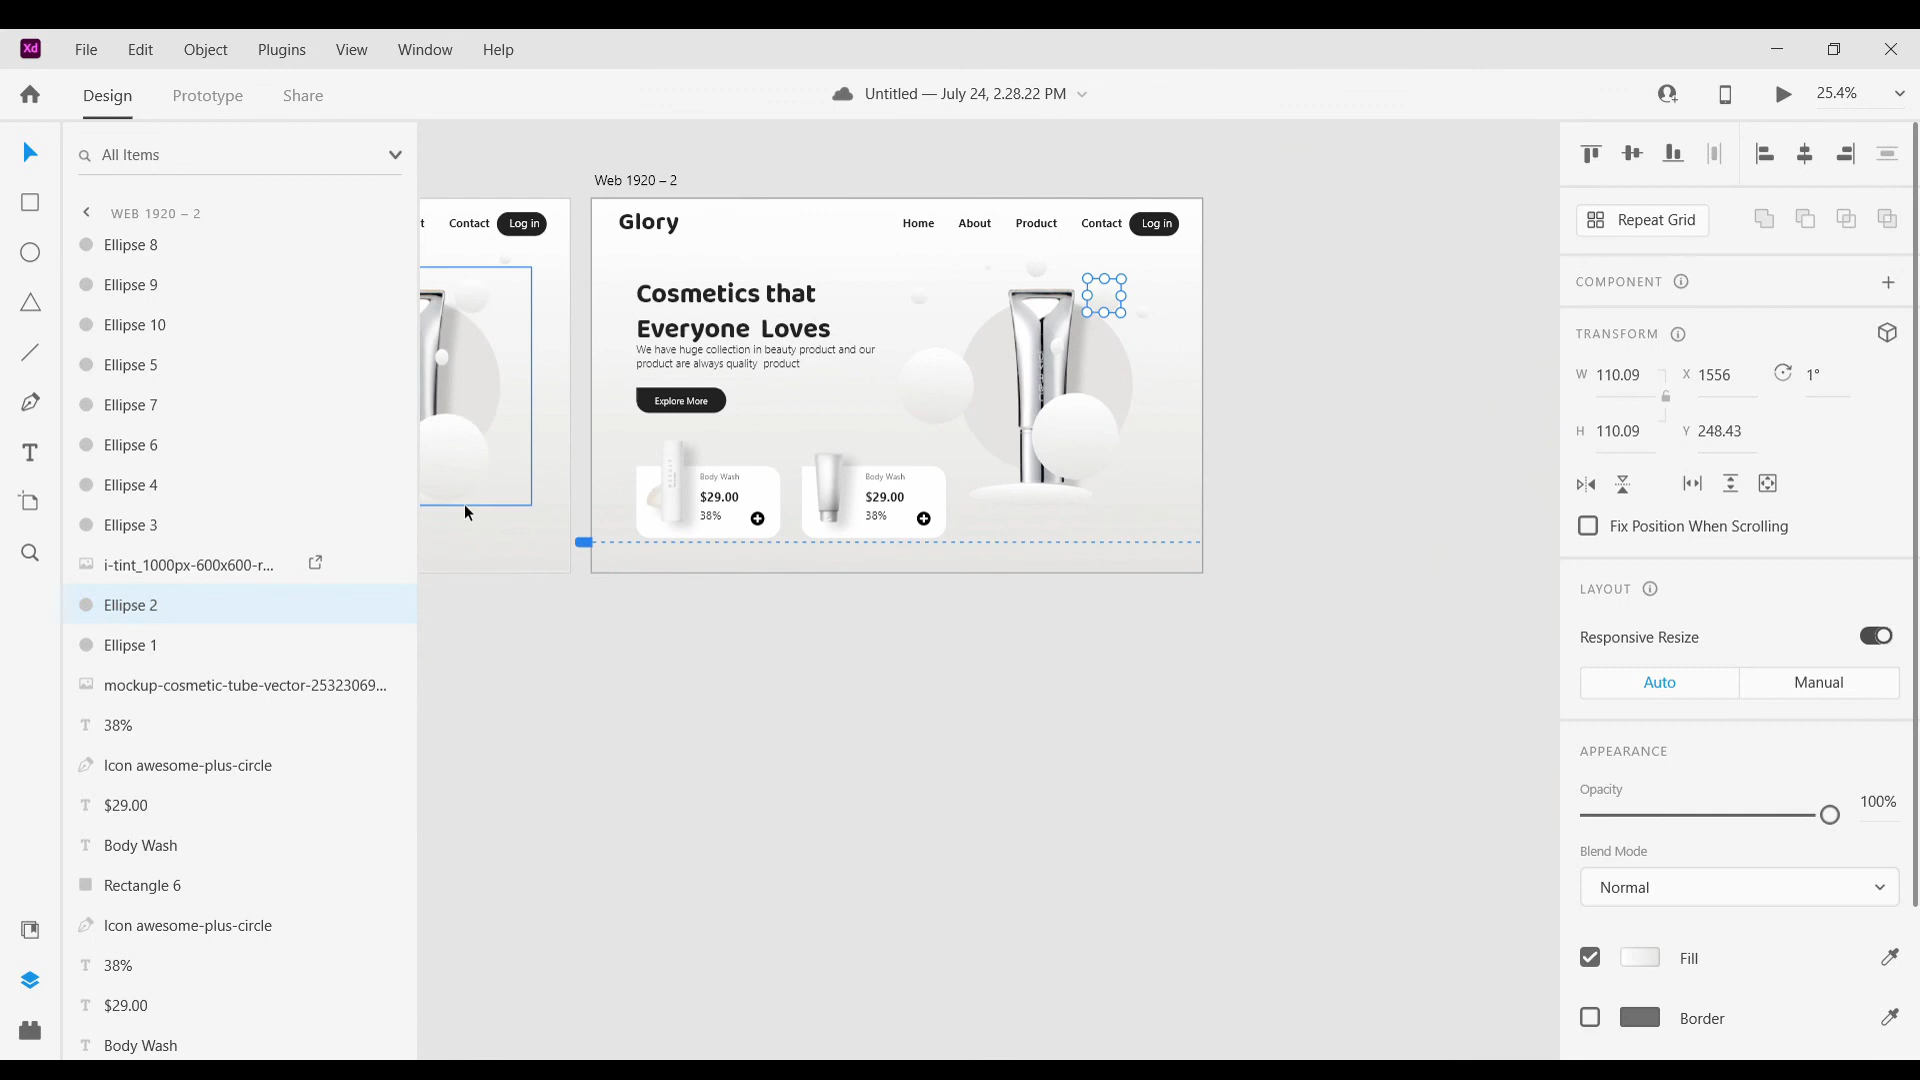 Xd File Edit Object Plugins View Window Help
Design Prototype Share Untitled — July 24, 2.28.22 PM 25.4%
All Items
WEB 1920 – 2
Ellipse 8
Ellipse 9
Ellipse 10
Ellipse 5
Ellipse 7
Ellipse 6
Ellipse 4
Ellipse 3
i-tint_1000px-600x600-r...
Ellipse 2
Ellipse 1
mockup-cosmetic-tube-vector-25323069...
38%
Icon awesome-plus-circle
$29.00
Body Wash
Rectangle 6
Icon awesome-plus-circle
38%
$29.00
Body Wash
t Contact Log in
Web 1920 – 2
Glory Home About Product Contact Log in
Cosmetics that
Everyone Loves
We have huge collection in beauty product and our
product are always quality product
Explore More
Body Wash
$29.00
38%
Body Wash
$29.00
38%
Repeat Grid
COMPONENT
TRANSFORM
W 110.09 X 1556 1°
H 110.09 Y 248.43
Fix Position When Scrolling
LAYOUT
Responsive Resize
Auto Manual
APPEARANCE
Opacity
100%
Blend Mode
Normal
Fill
Border